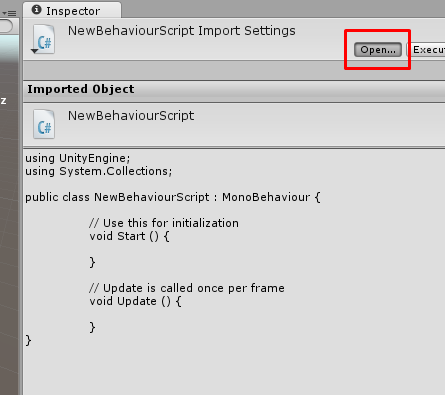 Inspector
NewBehaviourScript Import Settings
C#
Open...
Execu
z
Imported Object
C#
NewBehaviourScript
using UnityEngine;
using System.Collections;
public class NewBehaviourScript : MonoBehaviour {
// Use this for initialization
void Start () {
}
// Update is called once per frame
void Update () {
}
}